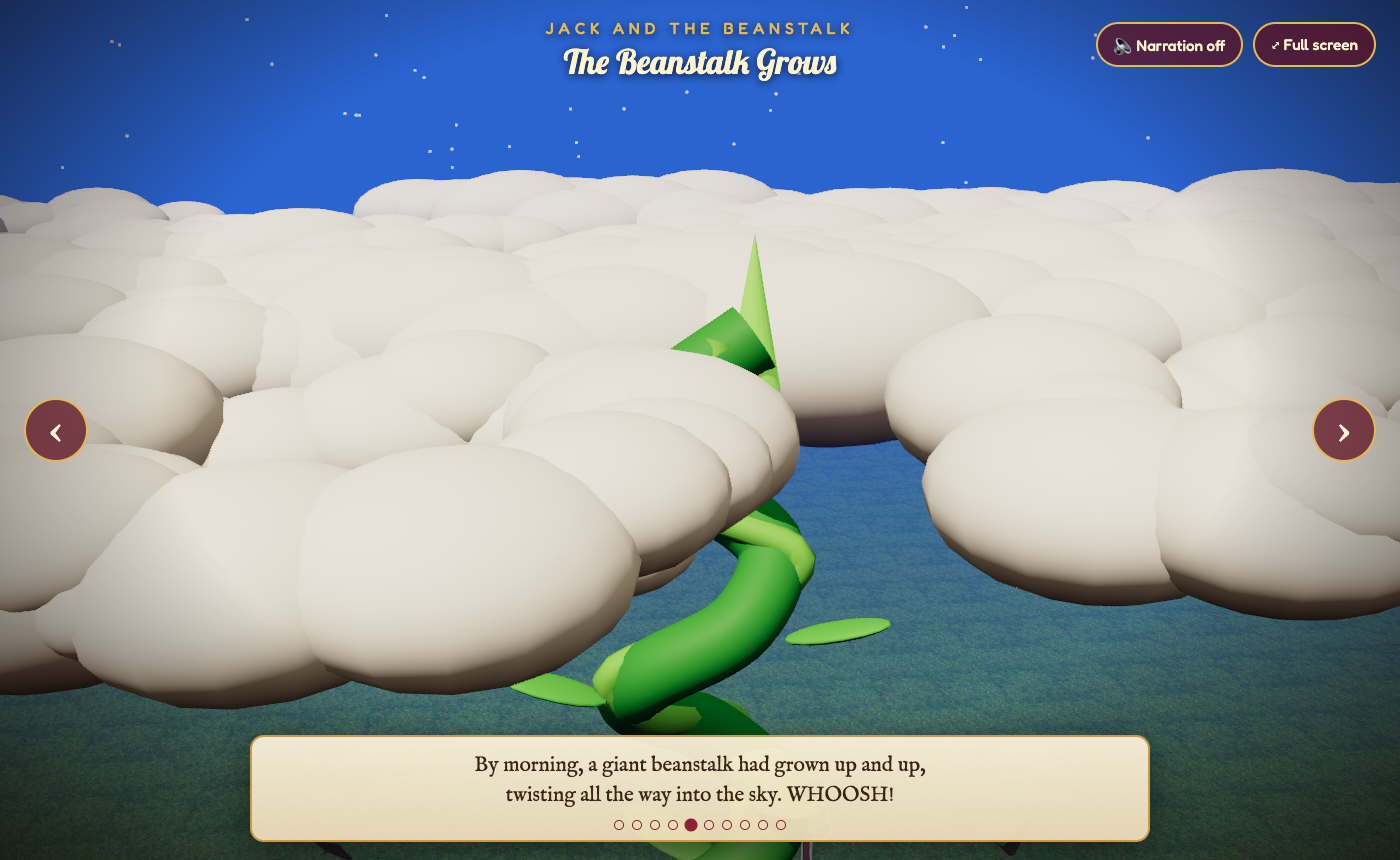 JACK AND THE BEANSTALK
The Beanstalk Grows
Narration off
Full screen
By morning, a giant beanstalk had grown up and up,
twisting all the way into the sky. WHOOSH!